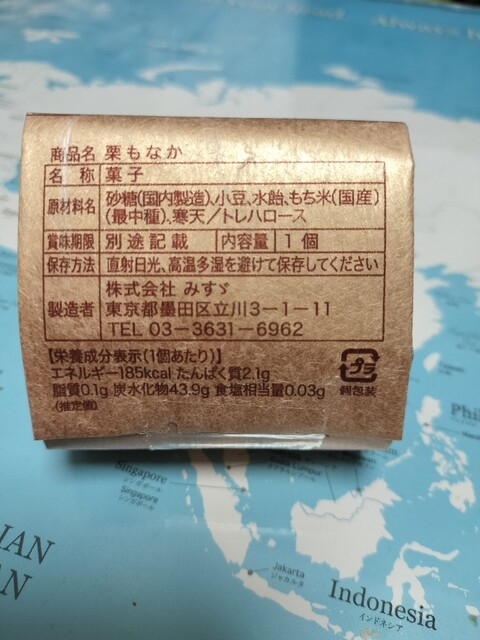 商品名 栗もなか
名 称 菓子
原材料名 砂糖(国内製造)、小豆、水飴、もち米(国産)
(最中種)、寒天/トレハロース
賞味期限 別途記載 内容量 1個
保存方法 直射日光、高温多湿を避けて保存してください
製造者 株式会社 みすゞ
東京都墨田区立川3-1-11
TEL 03-3631-6962
【栄養成分表示(1個あたり)】
エネルギー185kcal たんぱく質2.1g
脂質0.1g 炭水化物43.9g 食塩相当量0.03g
(推定値)
プラ
個包装
Singapore
シンガポール
Singapore
シンガポール
Jakarta
ジャカルタ
Indonesia
インドネシア